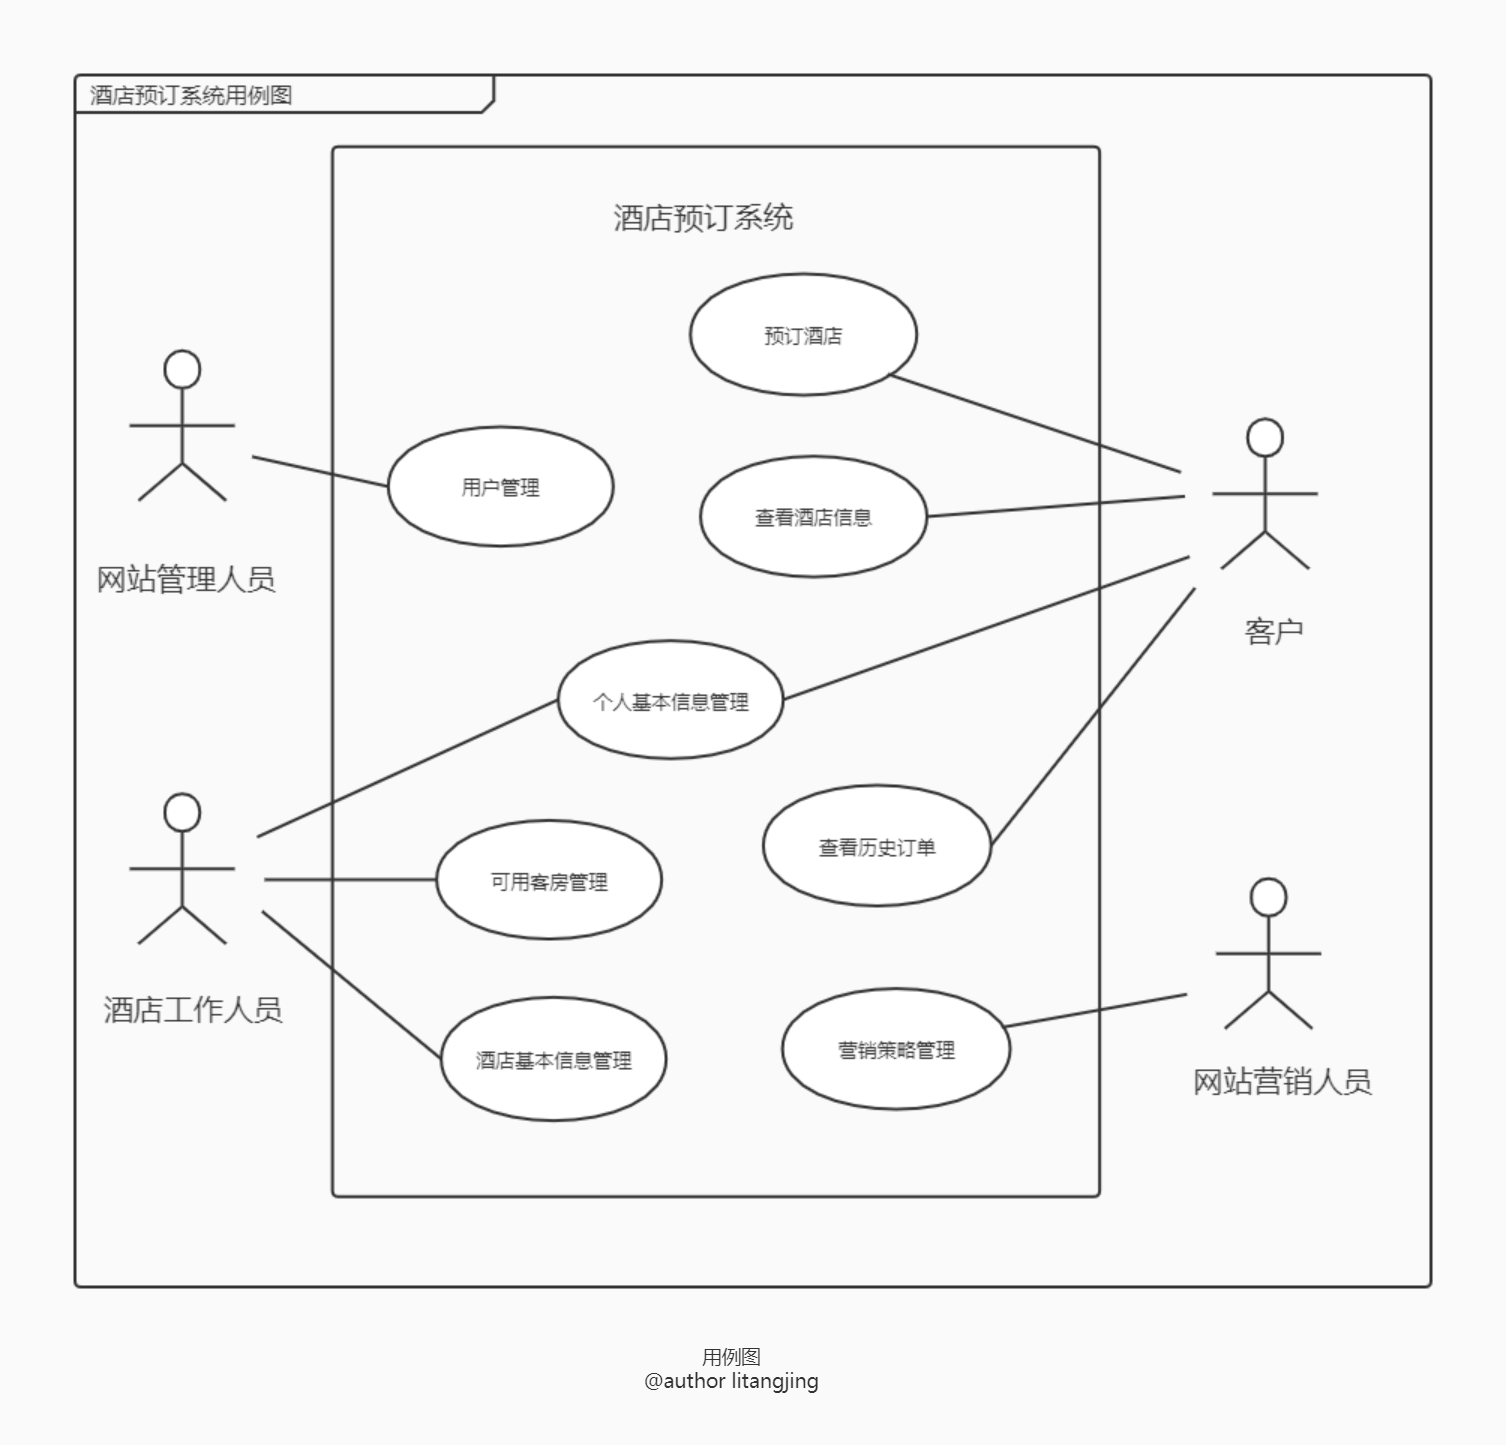 酒店预订系统用例图
酒店预订系统
预订酒店
用户管理
查看酒店信息
网站管理人员
客户
个人基本信息管理
查看历史订单
可用客房管理
酒店工作人员
酒店基本信息管理
营销策略管理
网站营销人员
用例图
@author litangjing